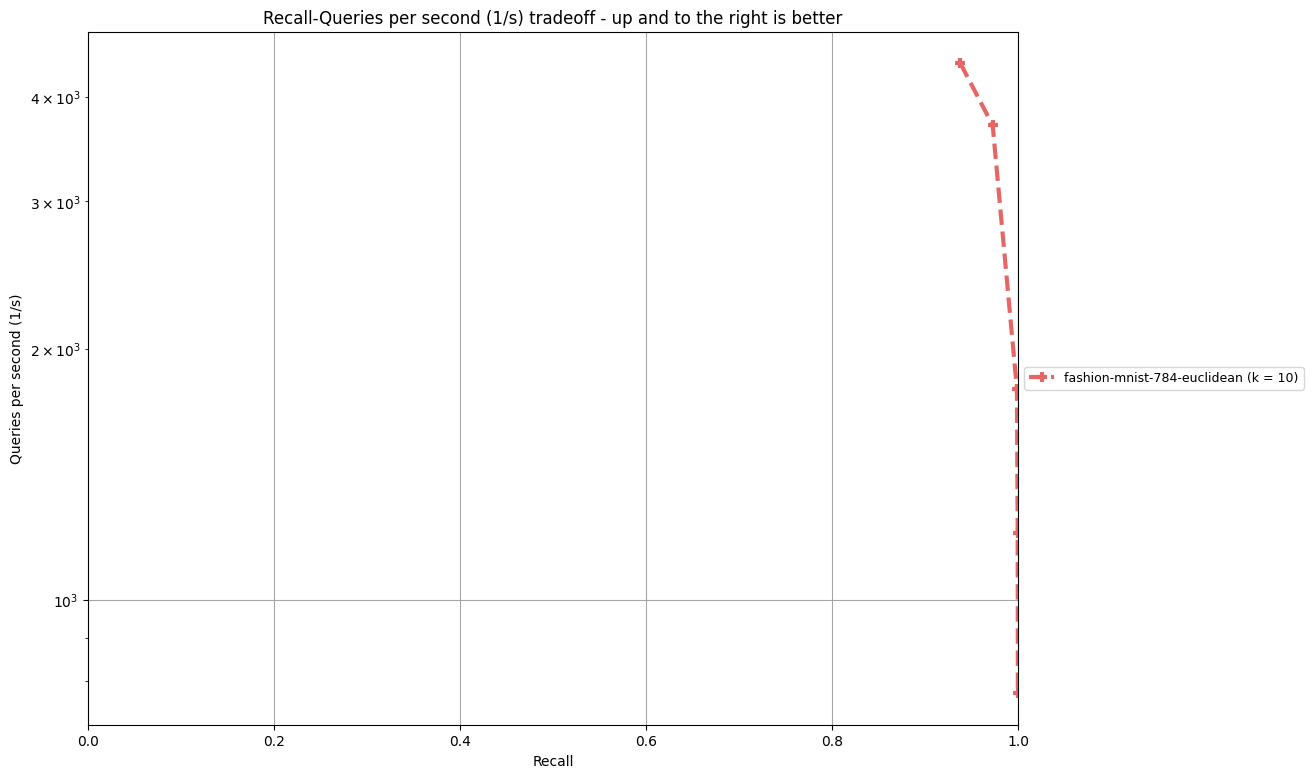 Recall-Queries per second (1/s) tradeoff - up and to the right is better
Queries per second (1/s)
4 × 10³
3 × 10³
2 × 10³
10³
0.0 0.2 0.4 0.6 0.8 1.0
Recall
fashion-mnist-784-euclidean (k = 10)